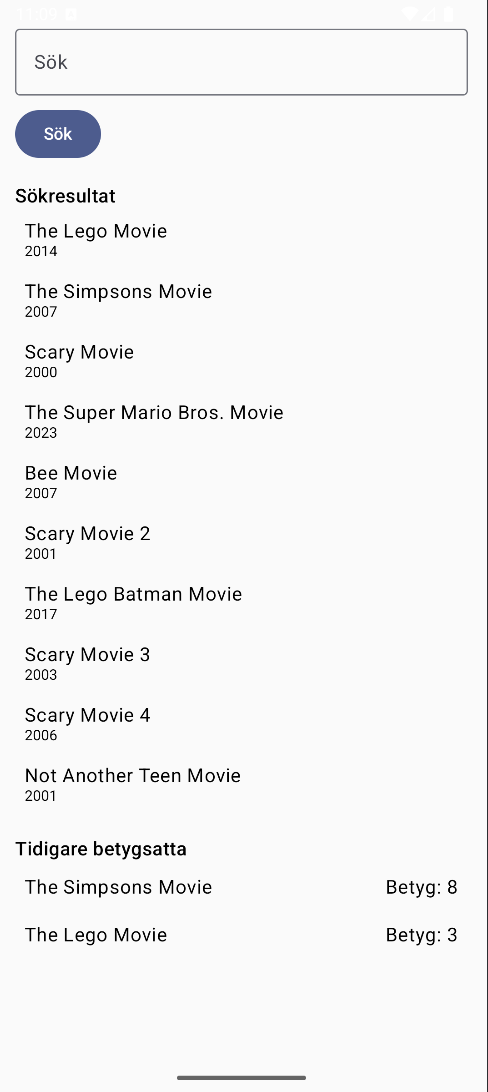 11:09
Sök
Sök
Sökresultat
The Lego Movie
2014
The Simpsons Movie
2007
Scary Movie
2000
The Super Mario Bros. Movie
2023
Bee Movie
2007
Scary Movie 2
2001
The Lego Batman Movie
2017
Scary Movie 3
2003
Scary Movie 4
2006
Not Another Teen Movie
2001
Tidigare betygsatta
The Simpsons Movie Betyg: 8
The Lego Movie Betyg: 3